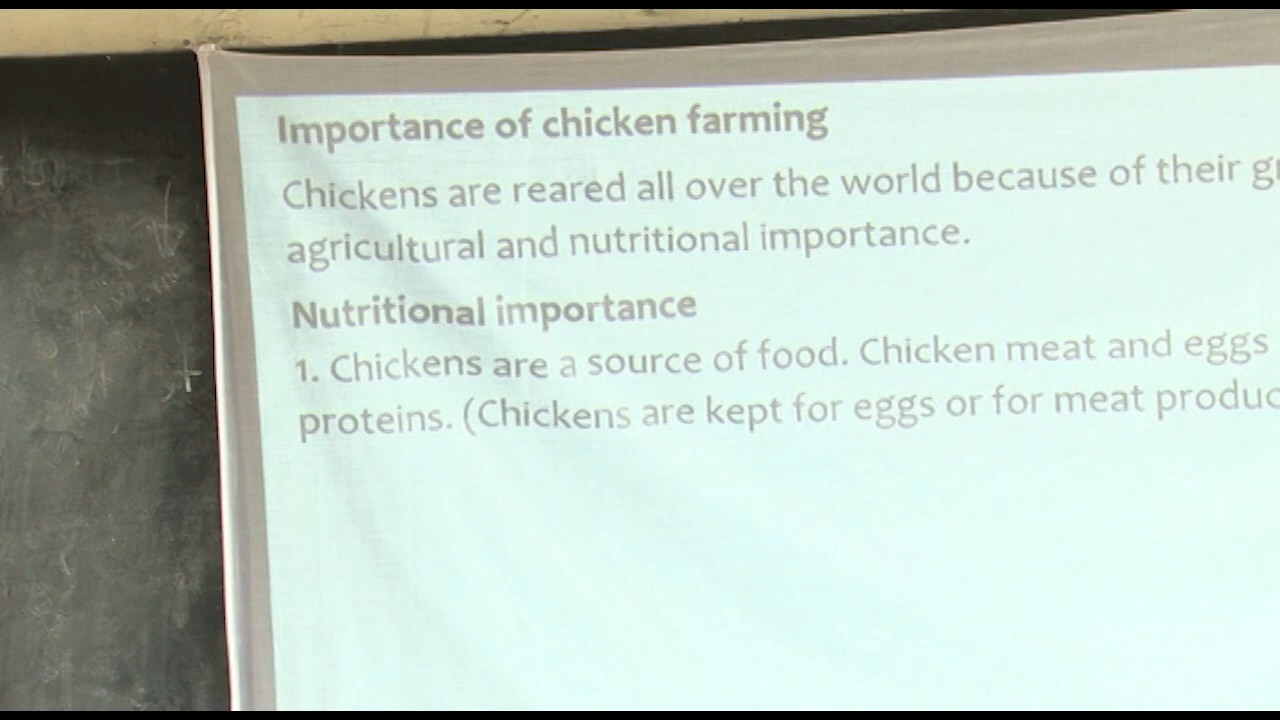 Importance of chicken farming
Chickens are reared all over the world because of their
agricultural and nutritional importance.
Nutritional importance
1. Chickens are a source of food. Chicken meat and eggs
proteins. (Chickens are kept for eggs or for meat